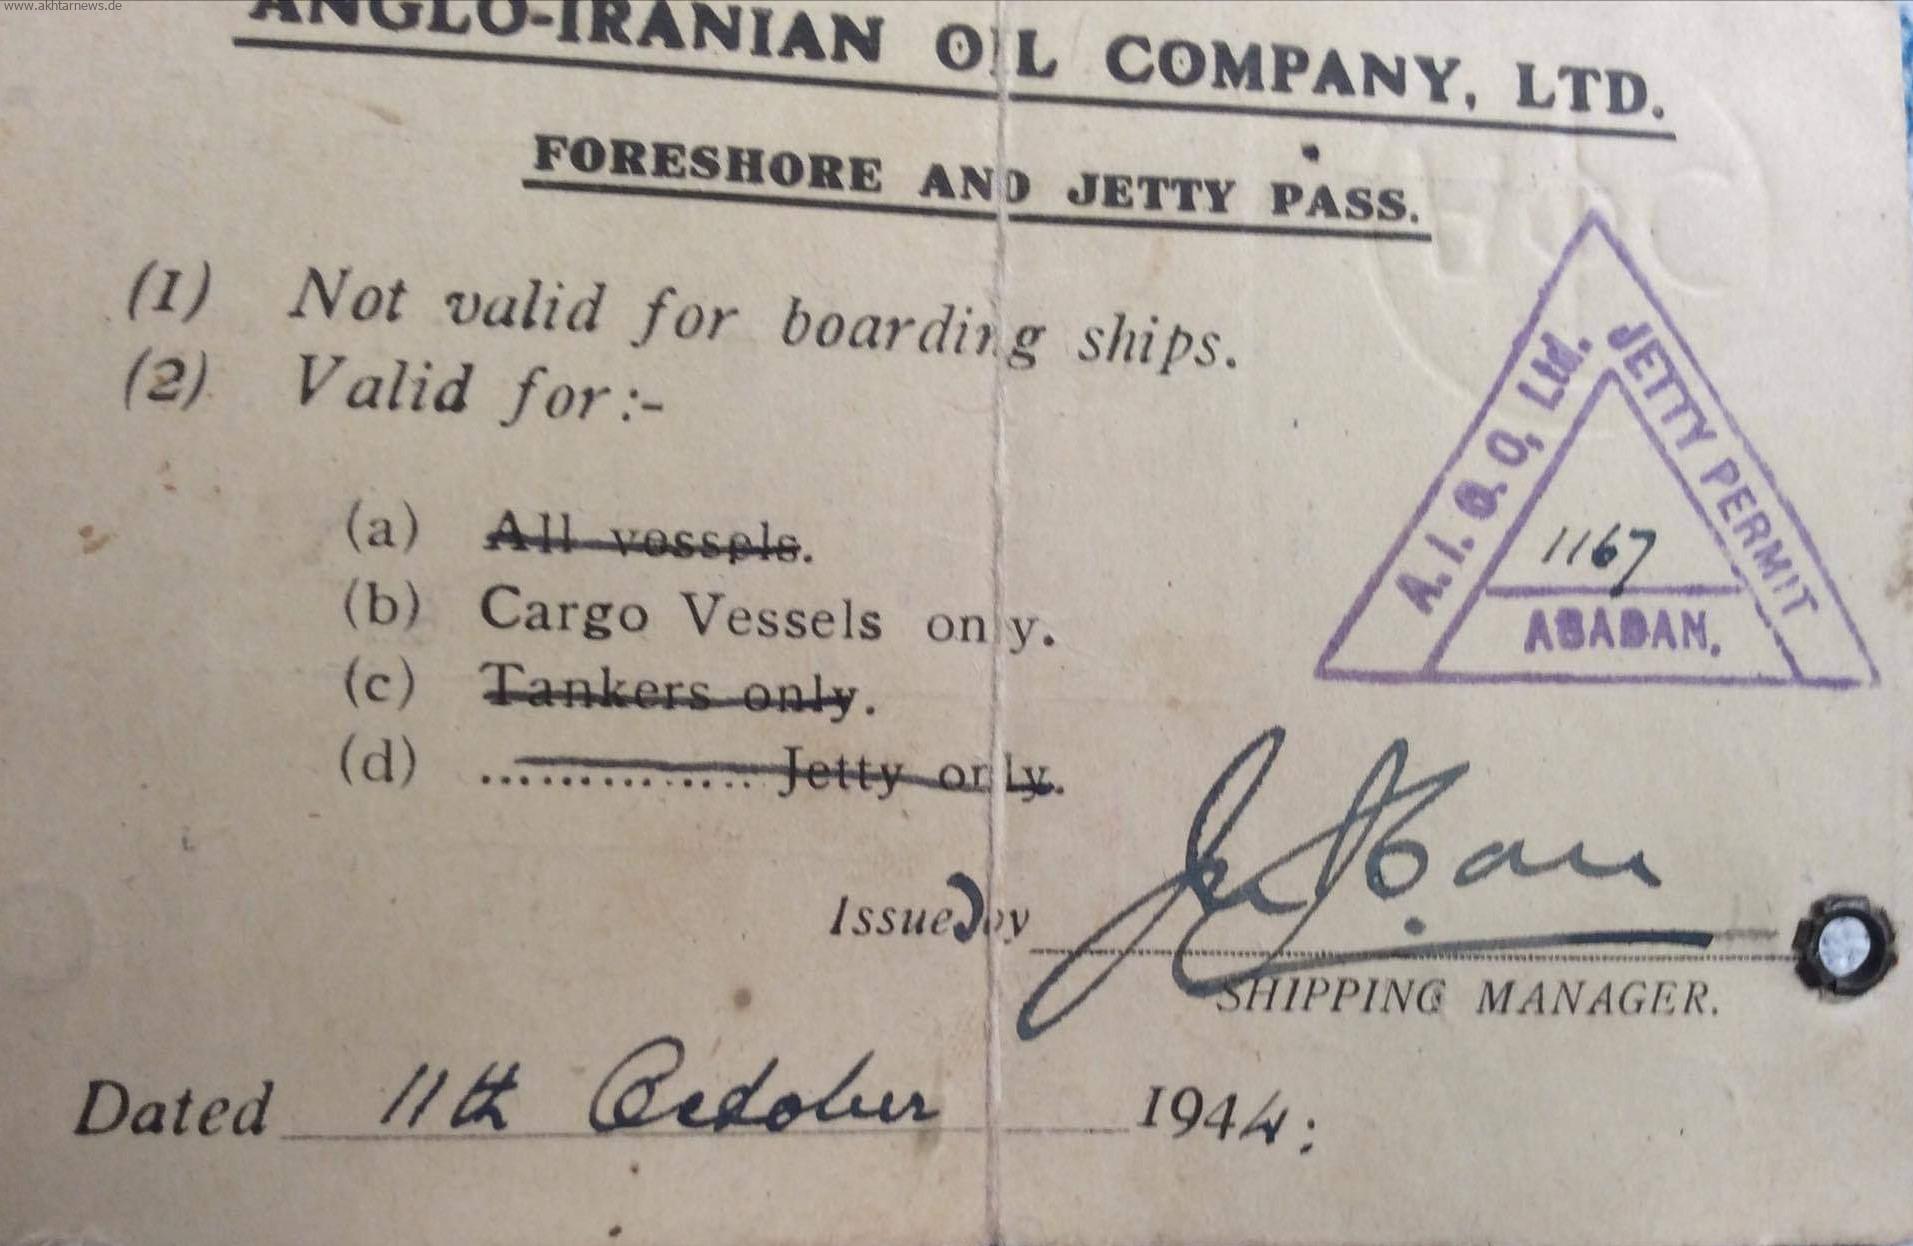 www.akhtarnews.de
ANGLO-IRANIAN OIL COMPANY, LTD.
FORESHORE AND JETTY PASS.
(1) Not valid for boarding ships.
(2) Valid for:-
(a) All vessels.
(b) Cargo Vessels only.
(c) Tankers only.
(d) .............. Jetty only.
A. I. O. C, Ltd.
JETTY PERMIT
1167
ABADAN.
Issued by
SHIPPING MANAGER.
Dated 11th October 1944: